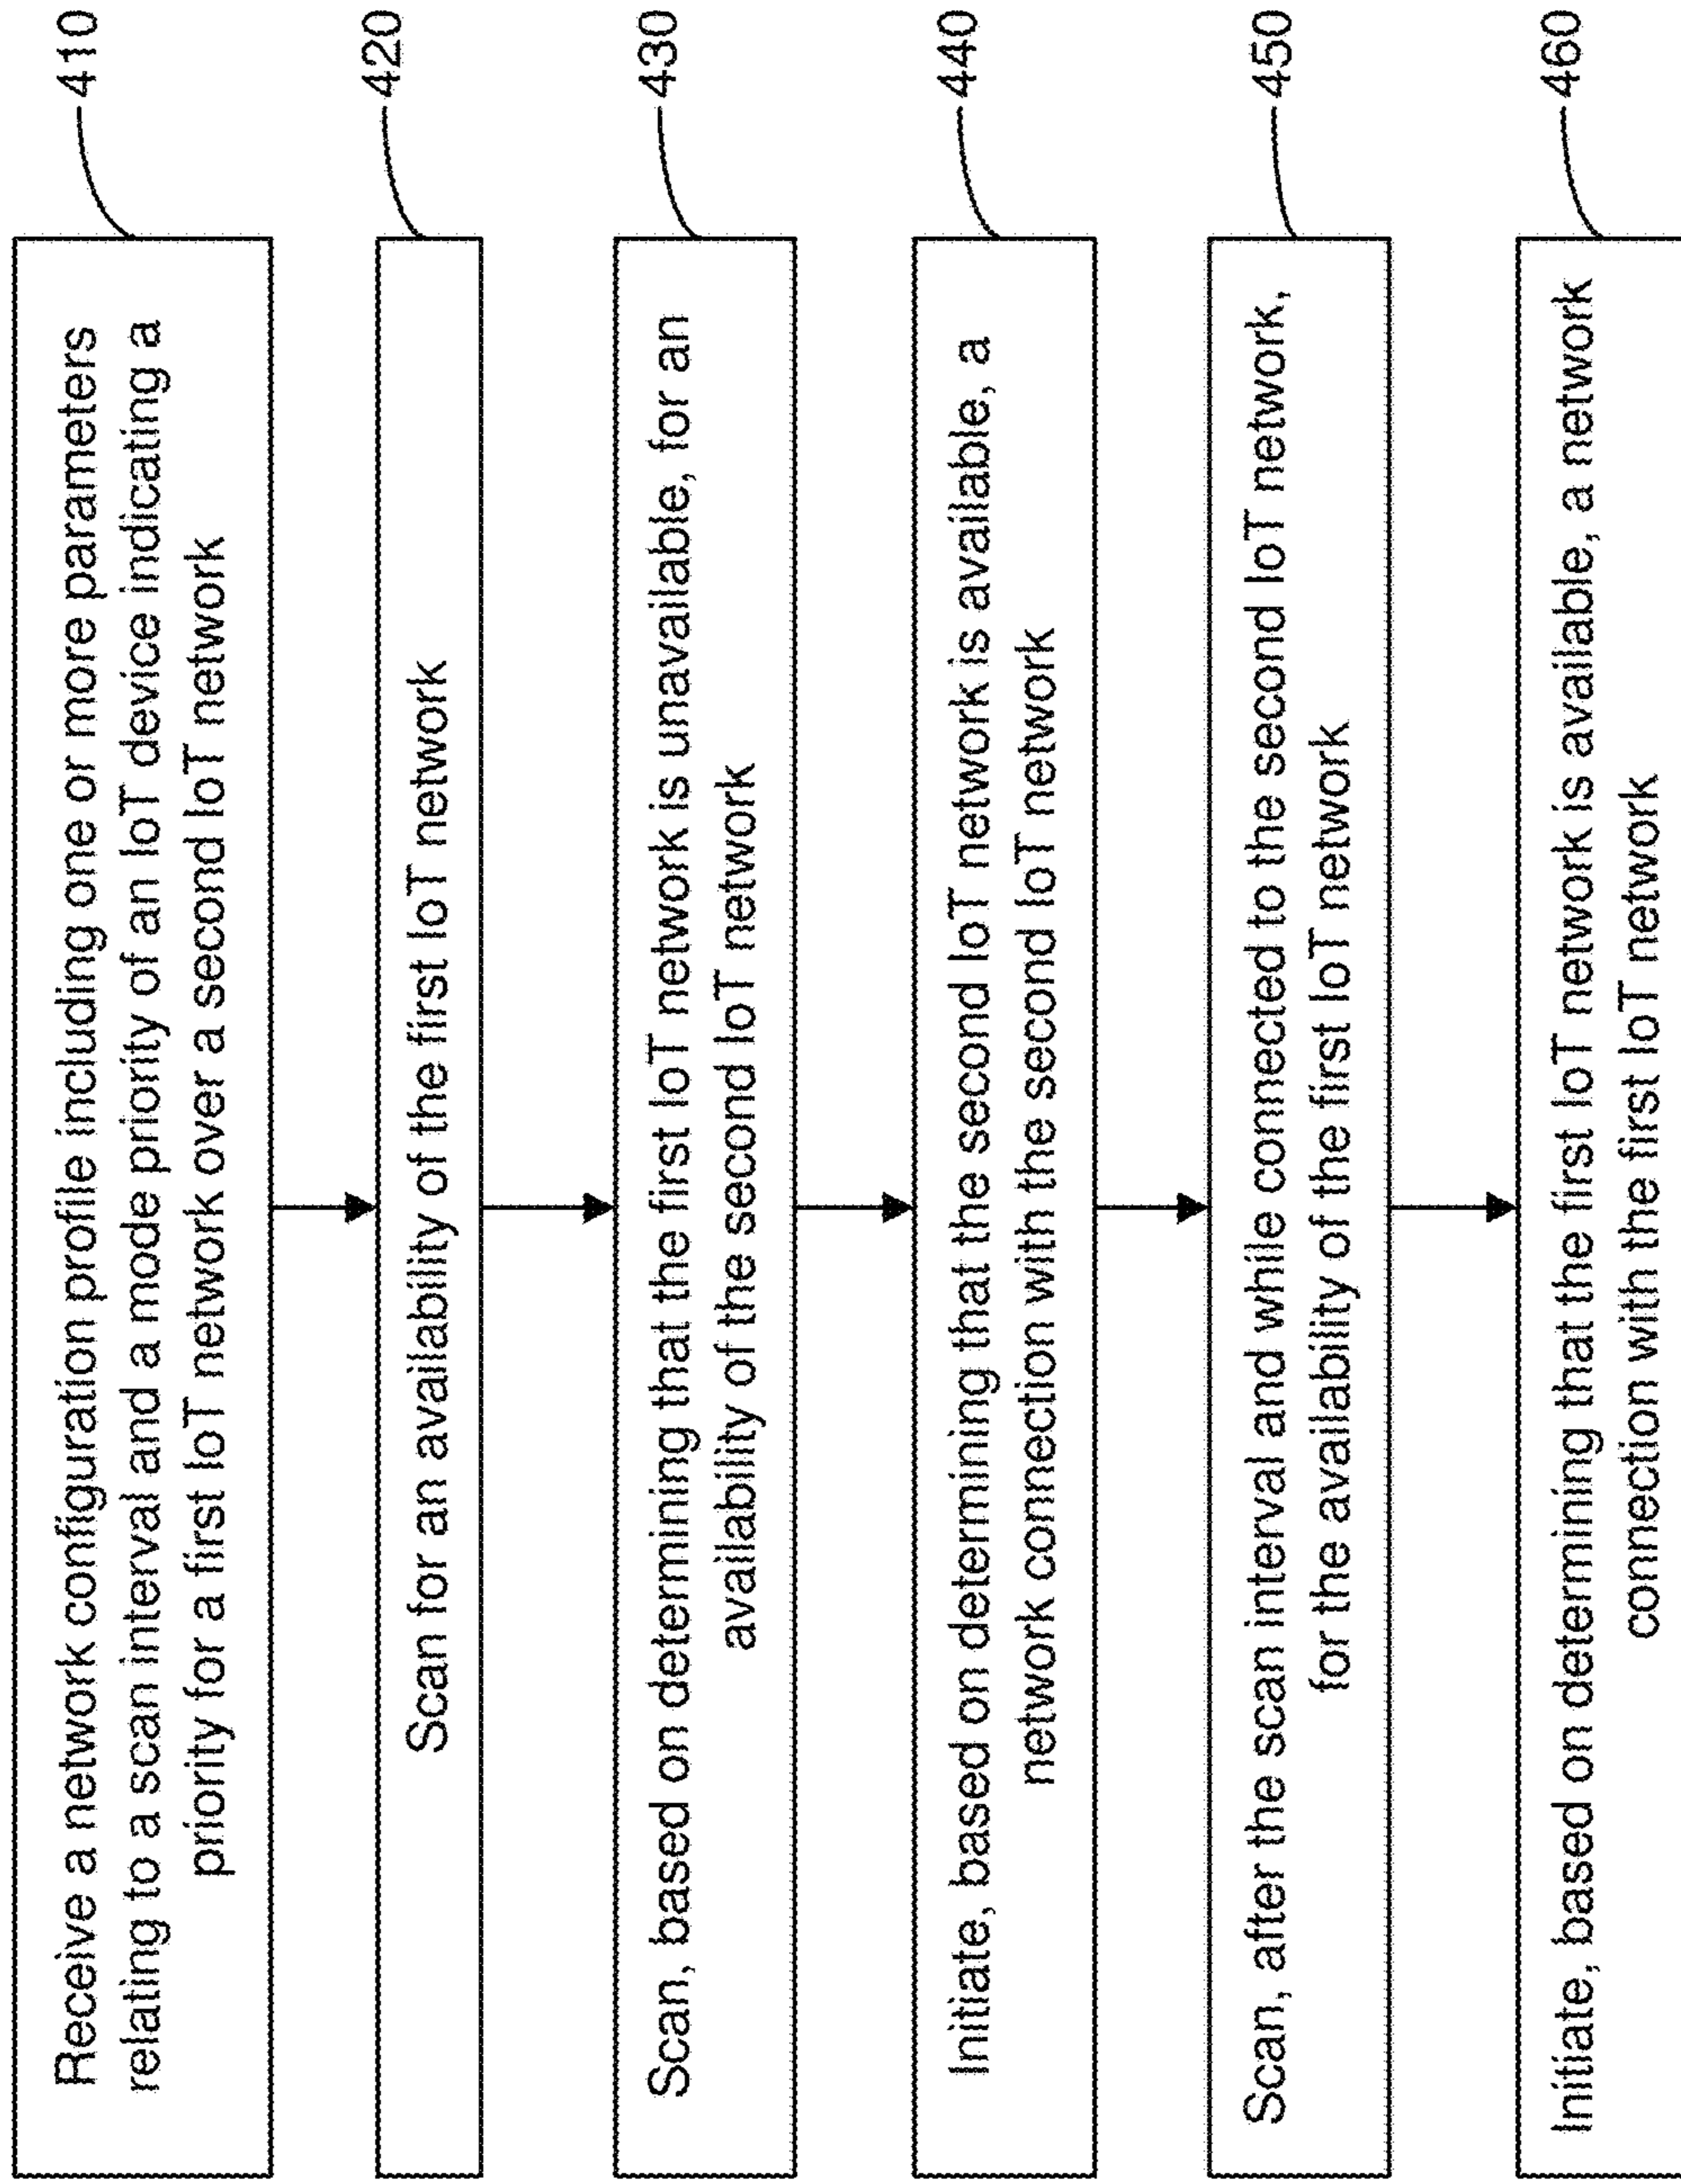 Receive a network configuration profile including one or more parameters
relating to a scan interval and a mode priority of an IoT device indicating a
priority for a first IoT network over a second IoT network
410
Scan for an availability of the first IoT network
420
Scan, based on determining that the first IoT network is unavailable, for an
availability of the second IoT network
430
Initiate, based on determining that the second IoT network is available, a
network connection with the second IoT network
440
Scan, after the scan interval and while connected to the second IoT network,
for the availability of the first IoT network
450
Initiate, based on determining that the first IoT network is available, a network
connection with the first IoT network
460